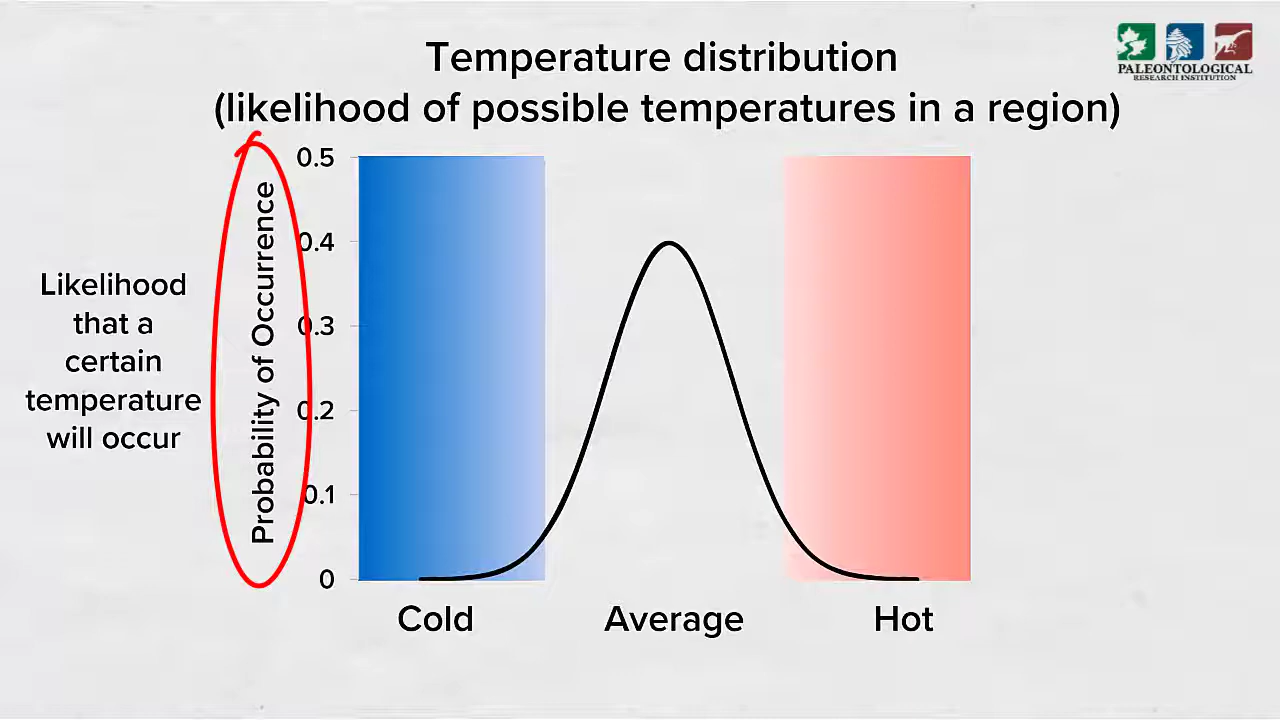 Temperature distribution
(likelihood of possible temperatures in a region)
PALEONTOLOGICAL
RESEARCH INSTITUTION
Likelihood
that a
certain
temperature
will occur
Probability of Occurrence
0.5
0.4
0.3
0.2
0.1
0
Cold
Average
Hot